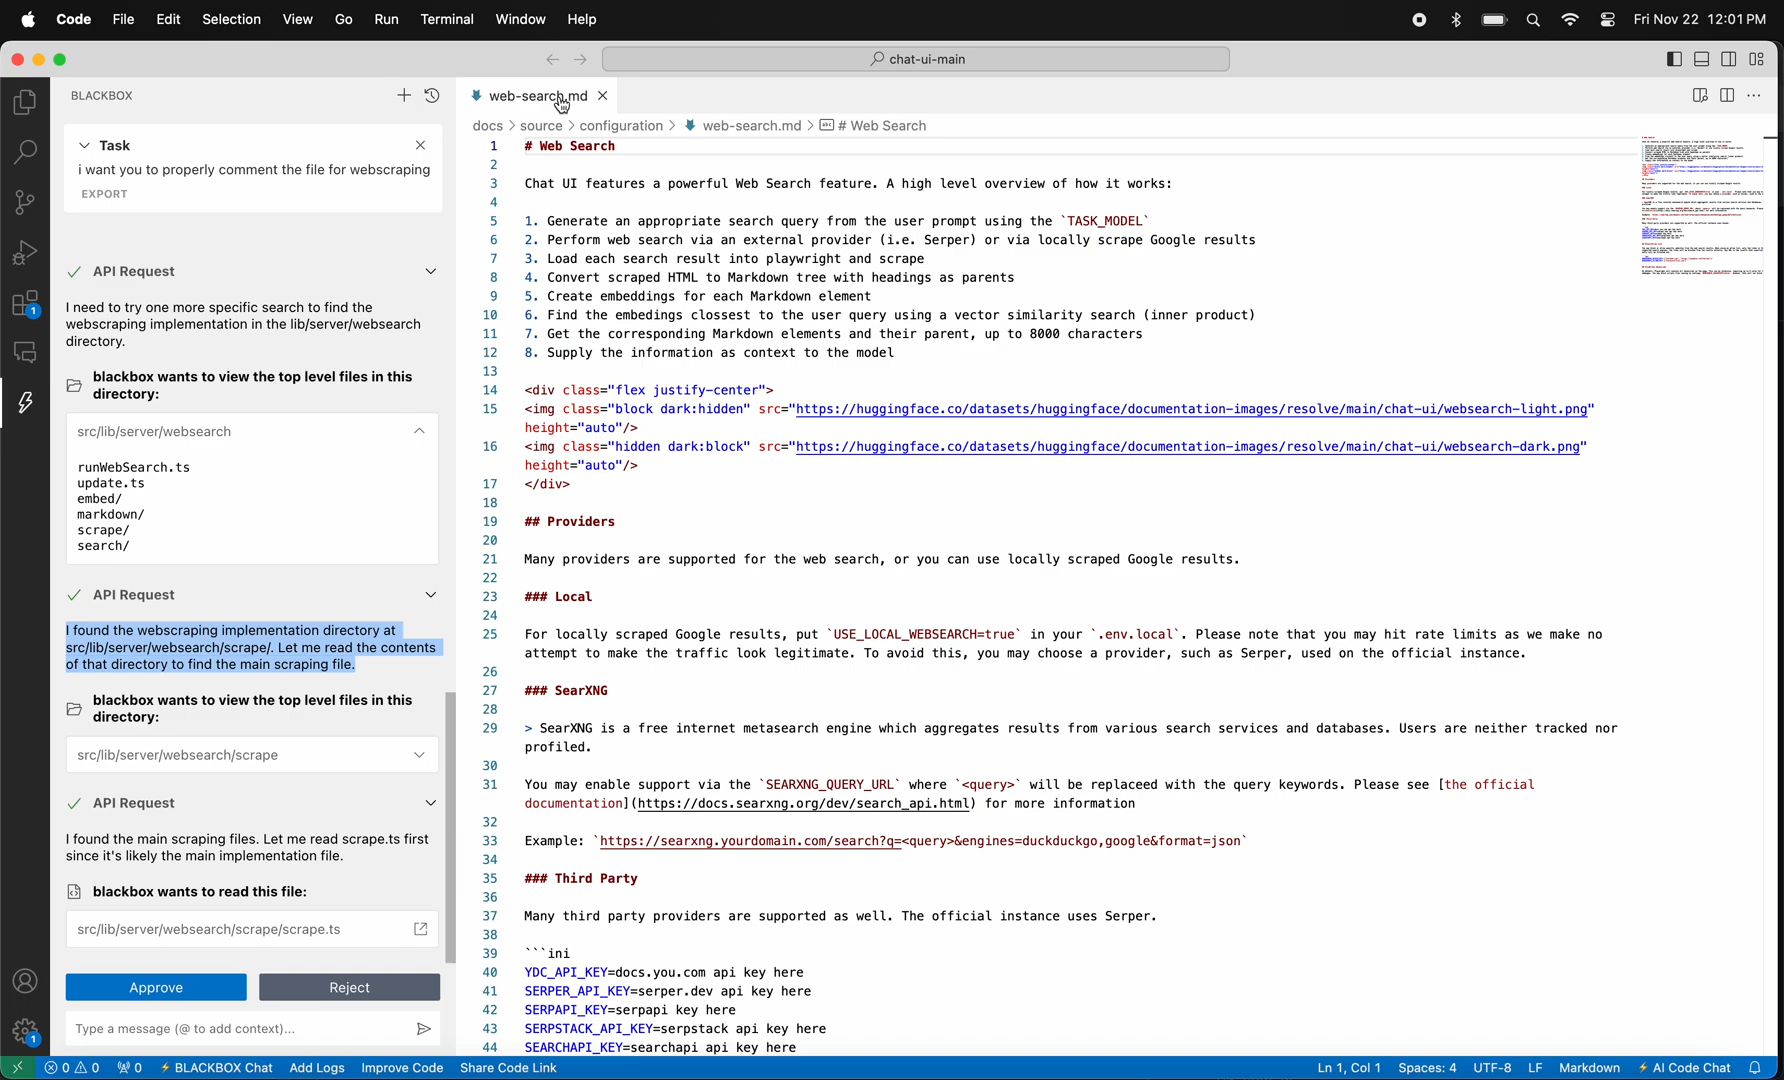 Code File Edit Selection View Go Run Terminal Window Help
Fri Nov 22 12:01 PM
chat-ui-main
BLACKBOX
Task
i want you to properly comment the file for webscraping
EXPORT
API Request
I need to try one more specific search to find the
webscraping implementation in the lib/server/websearch
directory.
blackbox wants to view the top level files in this
directory:
src/lib/server/websearch
runWebSearch.ts
update.ts
embed/
markdown/
scrape/
search/
API Request
I found the webscraping implementation directory at
src/lib/server/websearch/scrape/. Let me read the contents
of that directory to find the main scraping file.
blackbox wants to view the top level files in this
directory:
src/lib/server/websearch/scrape
API Request
I found the main scraping files. Let me read scrape.ts first
since it's likely the main implementation file.
blackbox wants to read this file:
src/lib/server/websearch/scrape/scrape.ts
Approve Reject
Type a message (@ to add context)...
1
1
web-search.md
docs > source > configuration > web-search.md > # Web Search
1 # Web Search
2
3 Chat UI features a powerful Web Search feature. A high level overview of how it works:
4
5 1. Generate an appropriate search query from the user prompt using the `TASK_MODEL`
6 2. Perform web search via an external provider (i.e. Serper) or via locally scrape Google results
7 3. Load each search result into playwright and scrape
8 4. Convert scraped HTML to Markdown tree with headings as parents
9 5. Create embeddings for each Markdown element
10 6. Find the embedings clossest to the user query using a vector similarity search (inner product)
11 7. Get the corresponding Markdown elements and their parent, up to 8000 characters
12 8. Supply the information as context to the model
13
14 <div class="flex justify-center">
15 <img class="block dark:hidden" src="https://huggingface.co/datasets/huggingface/documentation-images/resolve/main/chat-ui/websearch-light.png"
height="auto"/>
16 <img class="hidden dark:block" src="https://huggingface.co/datasets/huggingface/documentation-images/resolve/main/chat-ui/websearch-dark.png"
height="auto"/>
17 </div>
18
19 ## Providers
20
21 Many providers are supported for the web search, or you can use locally scraped Google results.
22
23 ### Local
24
25 For locally scraped Google results, put `USE_LOCAL_WEBSEARCH=true` in your `.env.local`. Please note that you may hit rate limits as we make no
attempt to make the traffic look legitimate. To avoid this, you may choose a provider, such as Serper, used on the official instance.
26
27 ### SearXNG
28
29 > SearXNG is a free internet metasearch engine which aggregates results from various search services and databases. Users are neither tracked nor
profiled.
30
31 You may enable support via the `SEARXNG_QUERY_URL` where `<query>` will be replaceed with the query keywords. Please see [the official
documentation](https://docs.searxng.org/dev/search_api.html) for more information
32
33 Example: `https://searxng.yourdomain.com/search?q=<query>&engines=duckduckgo,google&format=json`
34
35 ### Third Party
36
37 Many third party providers are supported as well. The official instance uses Serper.
38
39 ```ini
40 YDC_API_KEY=docs.you.com api key here
41 SERPER_API_KEY=serper.dev api key here
42 SERPAPI_KEY=serpapi key here
43 SERPSTACK_API_KEY=serpstack api key here
44 SEARCHAPI_KEY=searchapi api key here
0 0 0 BLACKBOX Chat Add Logs Improve Code Share Code Link
Ln 1, Col 1 Spaces: 4 UTF-8 LF Markdown AI Code Chat